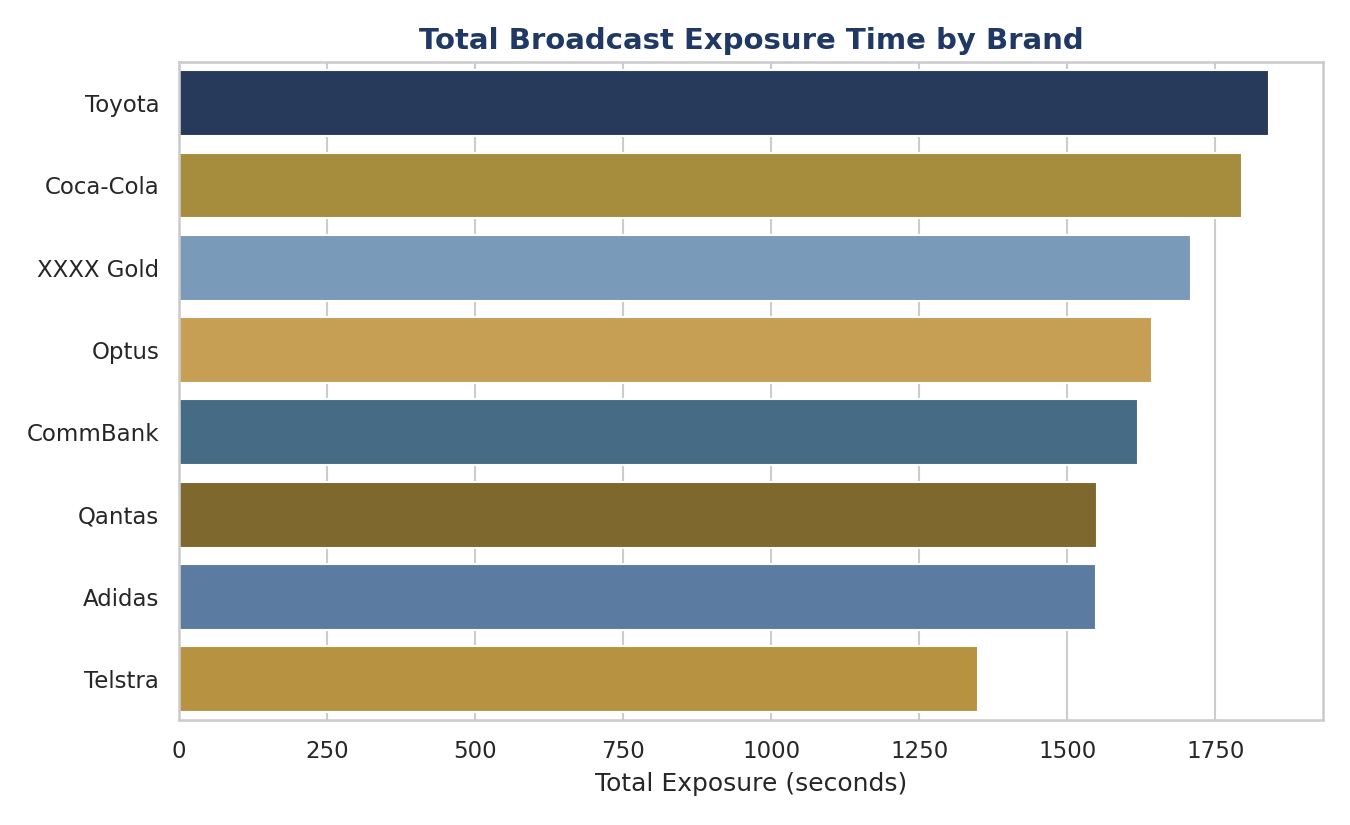 Total Broadcast Exposure Time by Brand
Toyota
Coca-Cola
XXXX Gold
Optus
CommBank
Qantas
Adidas
Telstra
0 250 500 750 1000 1250 1500 1750
Total Exposure (seconds)